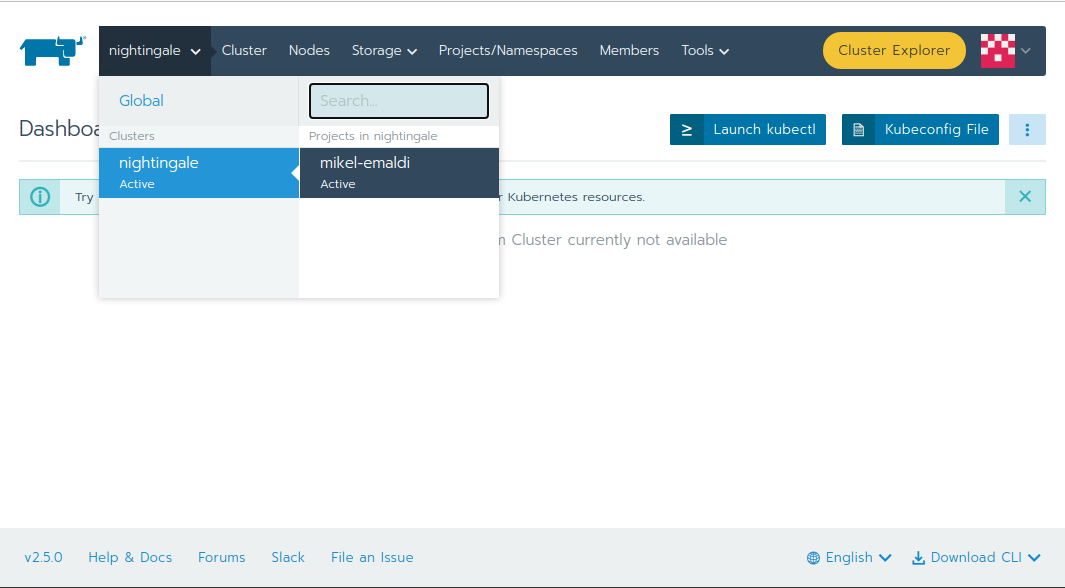 nightingale Cluster Nodes Storage Projects/Namespaces Members Tools Cluster Explorer
Global Search...
Clusters Projects in nightingale
nightingale mikel-emaldi
Active Active
Launch kubectl Kubeconfig File
Try Kubernetes resources.
Cluster currently not available
v2.5.0 Help & Docs Forums Slack File an Issue English Download CLI